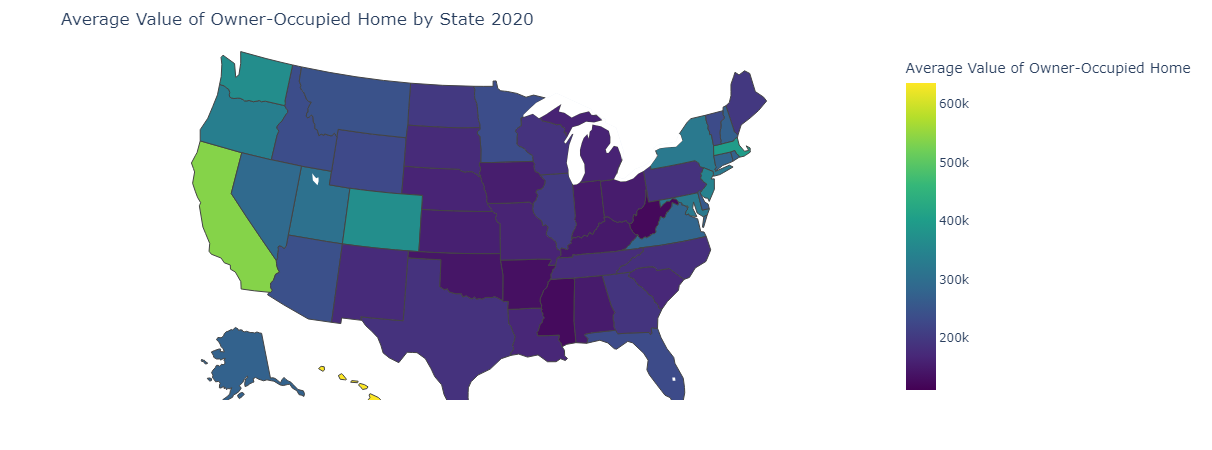 Average Value of Owner-Occupied Home by State 2020
Average Value of Owner-Occupied Home
600k
500k
400k
300k
200k